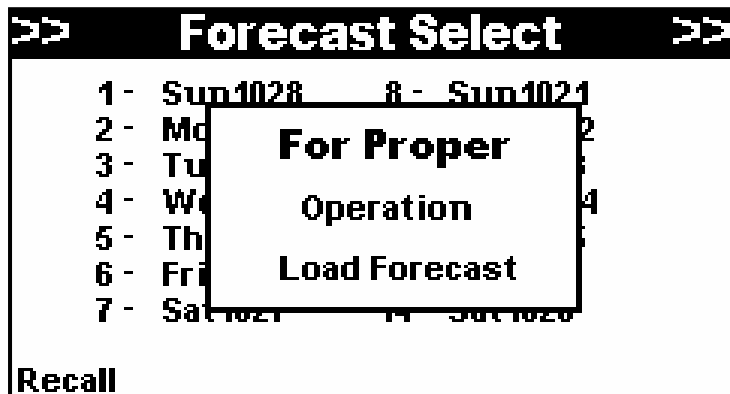 >> Forecast Select >>
1 - Sun1028 8 - Sun1021
2 - Mo
3 - Tu
4 - We
5 - Th
6 - Fri
7 - Sat
For Proper
Operation
Load Forecast
Recall